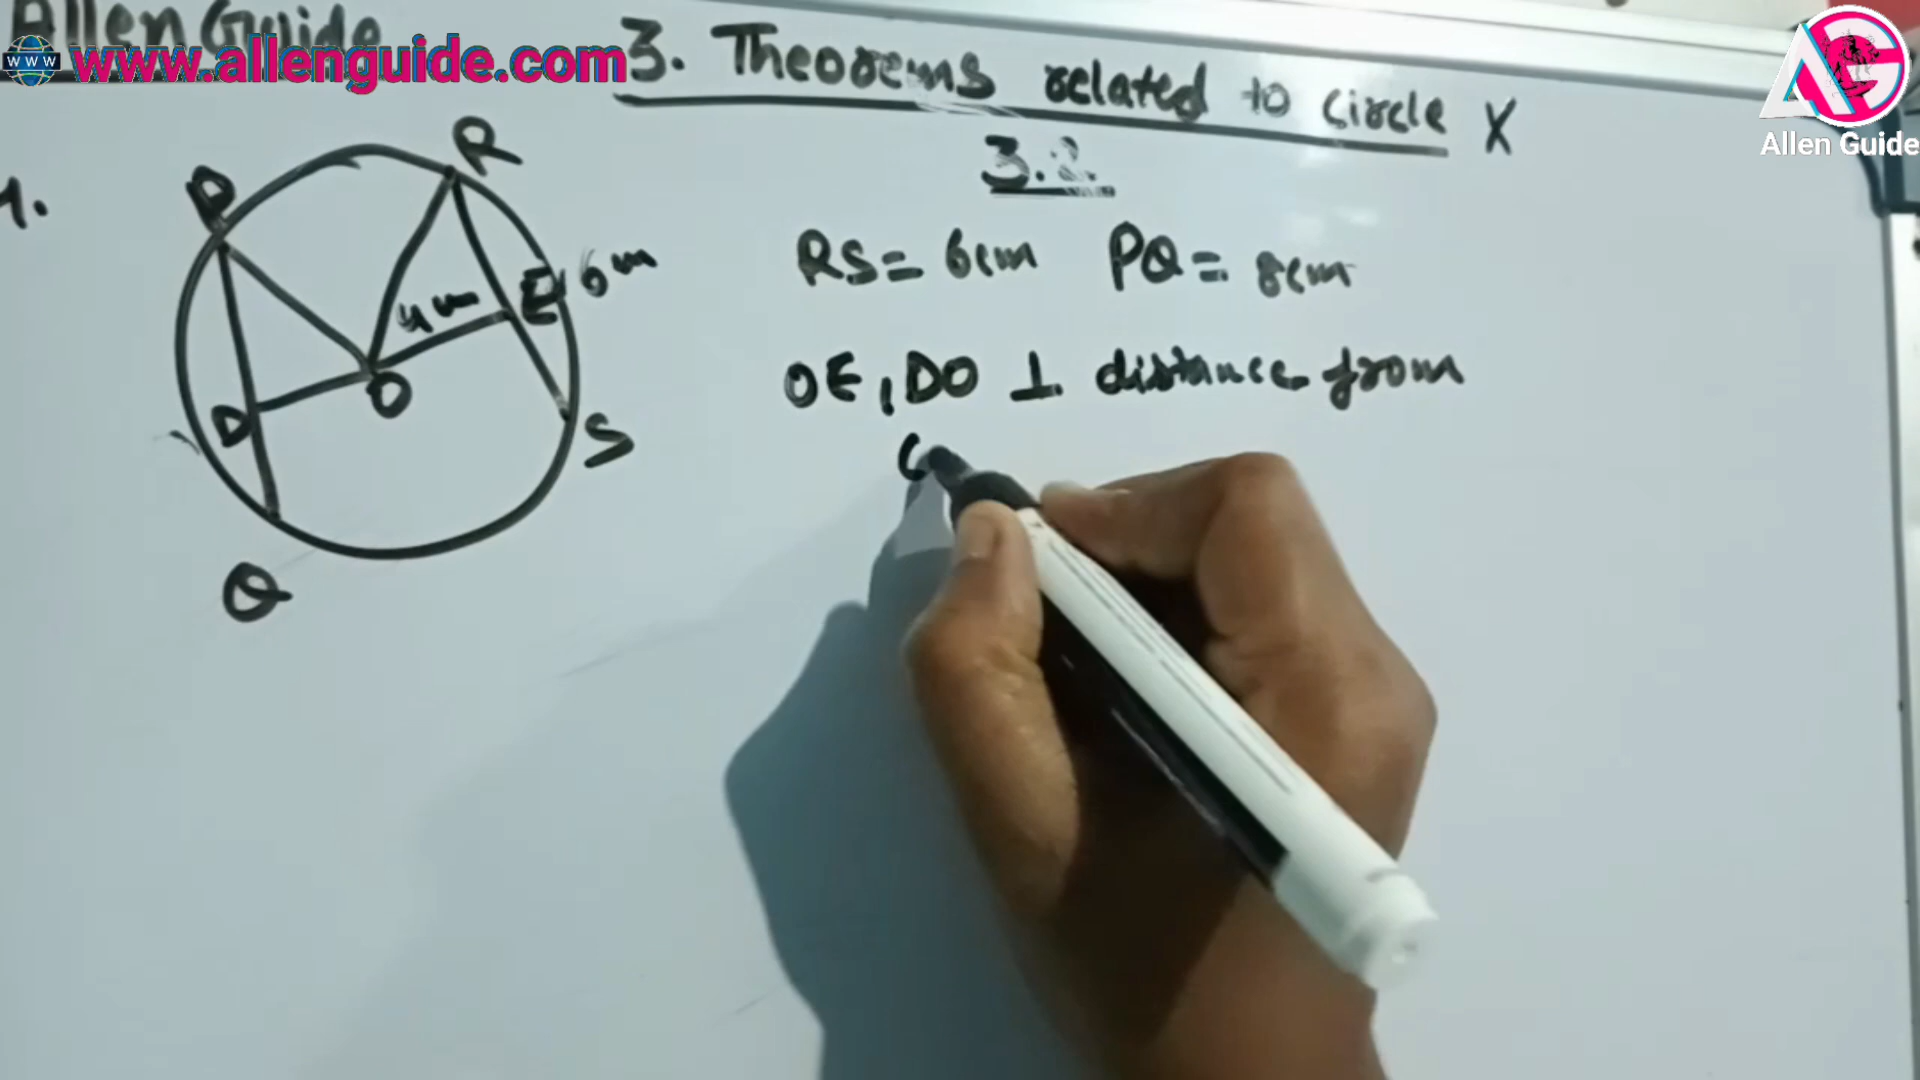 Allen Guide
www.allenguide.com
3. Theorems related to circle X
3.2.
AG
Allen Guide
1.
P
R
RS = 6cm PQ = 8cm
4cm
E
6cm
OE, DO ⊥ distance from
D
O
S
Q